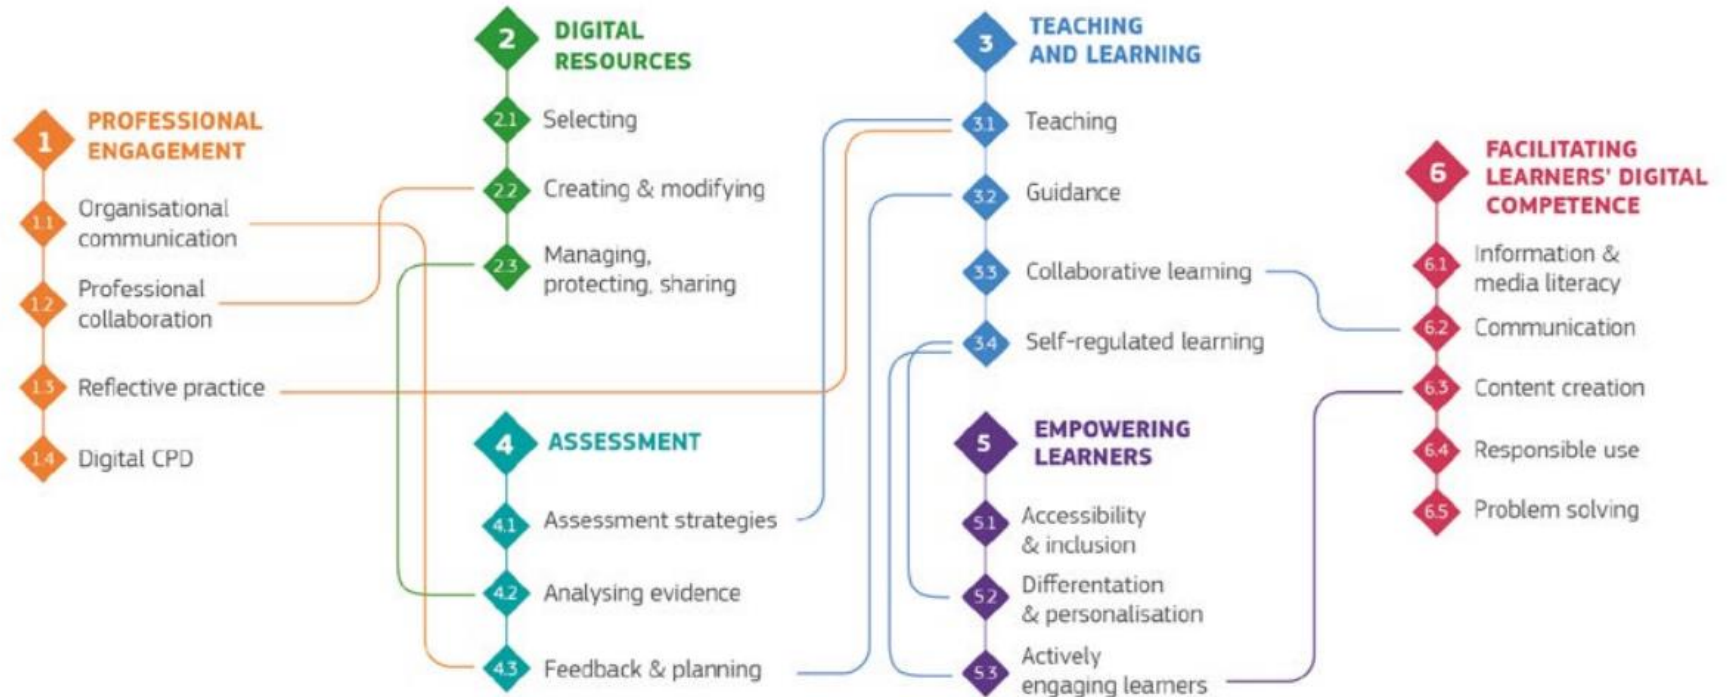 1
PROFESSIONAL
ENGAGEMENT
1.1
Organisational
communication
1.2
Professional
collaboration
1.3
Reflective practice
1.4
Digital CPD
2
DIGITAL
RESOURCES
2.1
Selecting
2.2
Creating & modifying
2.3
Managing,
protecting, sharing
3
TEACHING
AND LEARNING
3.1
Teaching
3.2
Guidance
3.3
Collaborative learning
3.4
Self-regulated learning
4
ASSESSMENT
4.1
Assessment strategies
4.2
Analysing evidence
4.3
Feedback & planning
5
EMPOWERING
LEARNERS
5.1
Accessibility
& inclusion
5.2
Differentation
& personalisation
5.3
Actively
engaging learners
6
FACILITATING
LEARNERS' DIGITAL
COMPETENCE
6.1
Information &
media literacy
6.2
Communication
6.3
Content creation
6.4
Responsible use
6.5
Problem solving